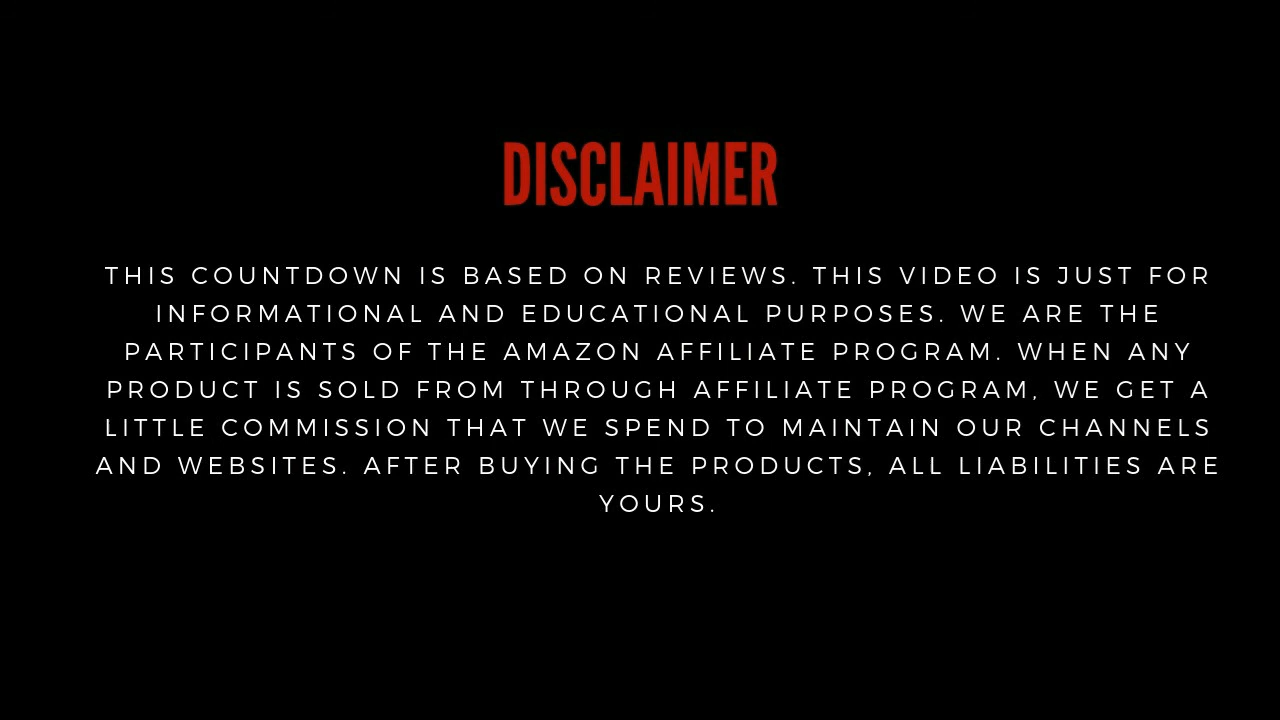 DISCLAIMER
THIS COUNTDOWN IS BASED ON REVIEWS. THIS VIDEO IS JUST FOR
INFORMATIONAL AND EDUCATIONAL PURPOSES. WE ARE THE
PARTICIPANTS OF THE AMAZON AFFILIATE PROGRAM. WHEN ANY
PRODUCT IS SOLD FROM THROUGH AFFILIATE PROGRAM, WE GET A
LITTLE COMMISSION THAT WE SPEND TO MAINTAIN OUR CHANNELS
AND WEBSITES. AFTER BUYING THE PRODUCTS, ALL LIABILITIES ARE
YOURS.